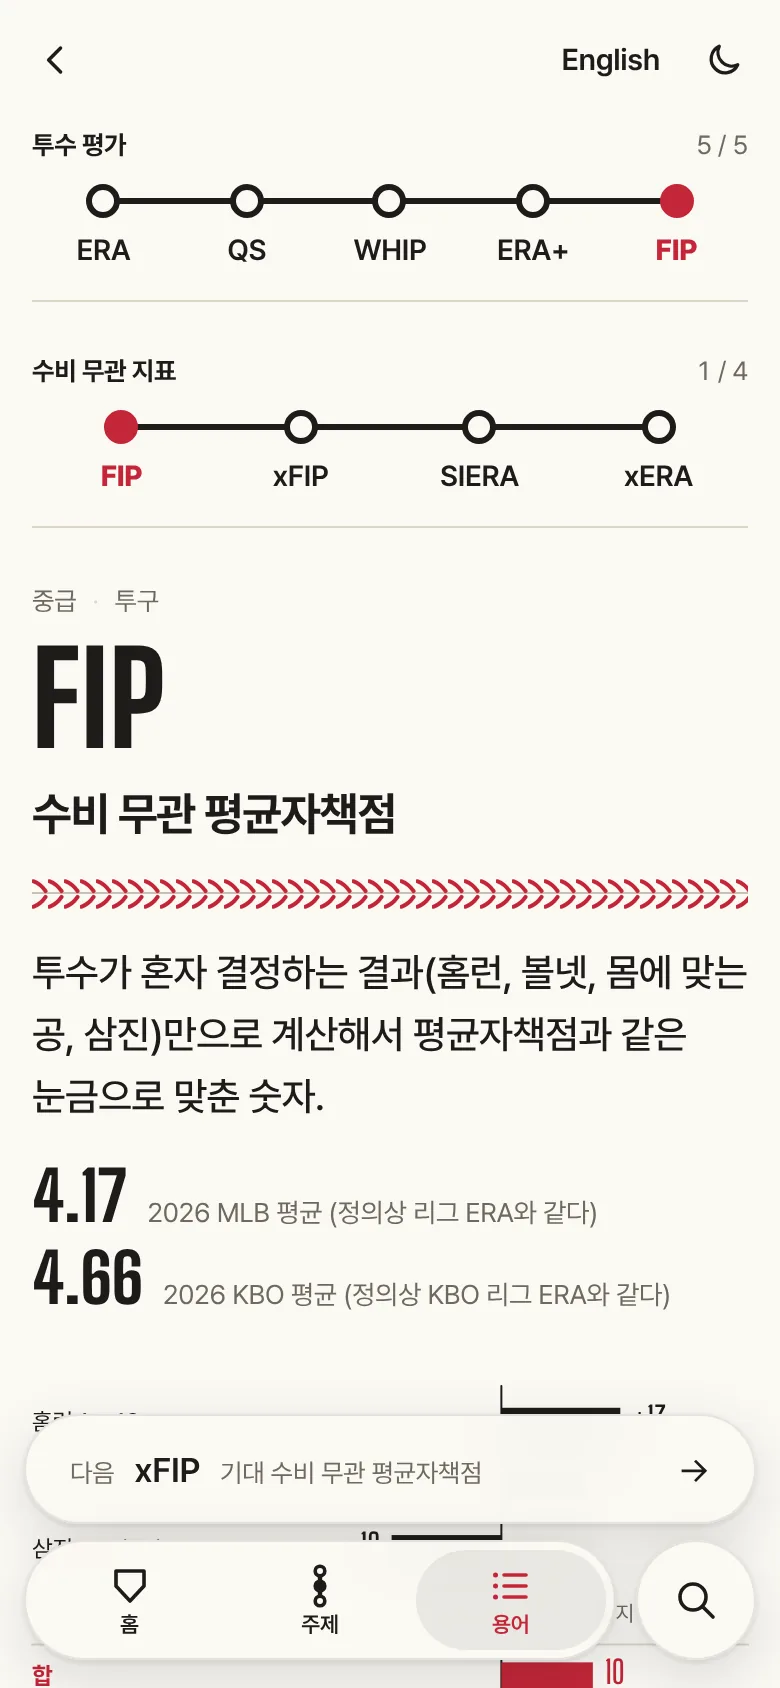 English
투수 평가
5 / 5
ERA QS WHIP ERA+ FIP
수비 무관 지표
1 / 4
FIP xFIP SIERA xERA
중급 · 투구
FIP
수비 무관 평균자책점
투수가 혼자 결정하는 결과(홈런, 볼넷, 몸에 맞는
공, 삼진)만으로 계산해서 평균자책점과 같은
눈금으로 맞춘 숫자.
4.17 2026 MLB 평균 (정의상 리그 ERA와 같다)
4.66 2026 KBO 평균 (정의상 KBO 리그 ERA와 같다)
다음 xFIP 기대 수비 무관 평균자책점
홈 주제 용어
지
합 10